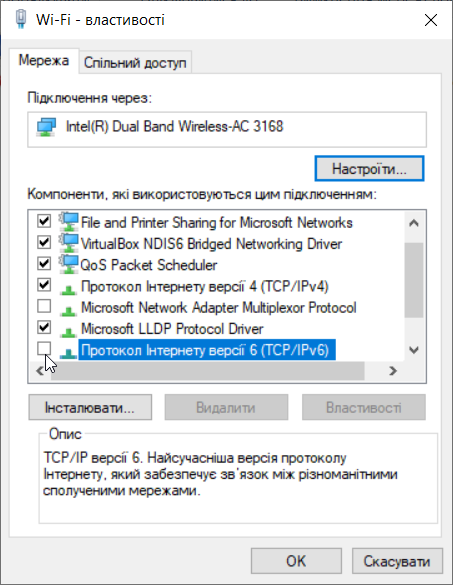 Wi-Fi - властивості
Мережа
Спільний доступ
Підключення через:
Intel(R) Dual Band Wireless-AC 3168
Настроїти...
Компоненти, які використовуються цим підключенням:
File and Printer Sharing for Microsoft Networks
VirtualBox NDIS6 Bridged Networking Driver
QoS Packet Scheduler
Протокол Інтернету версії 4 (TCP/IPv4)
Microsoft Network Adapter Multiplexor Protocol
Microsoft LLDP Protocol Driver
Протокол Інтернету версії 6 (TCP/IPv6)
Інсталювати...
Видалити
Властивості
Опис
TCP/IP версії 6. Найсучасніша версія протоколу
Інтернету, який забезпечує зв'язок між різноманітними
сполученими мережами.
OK
Скасувати